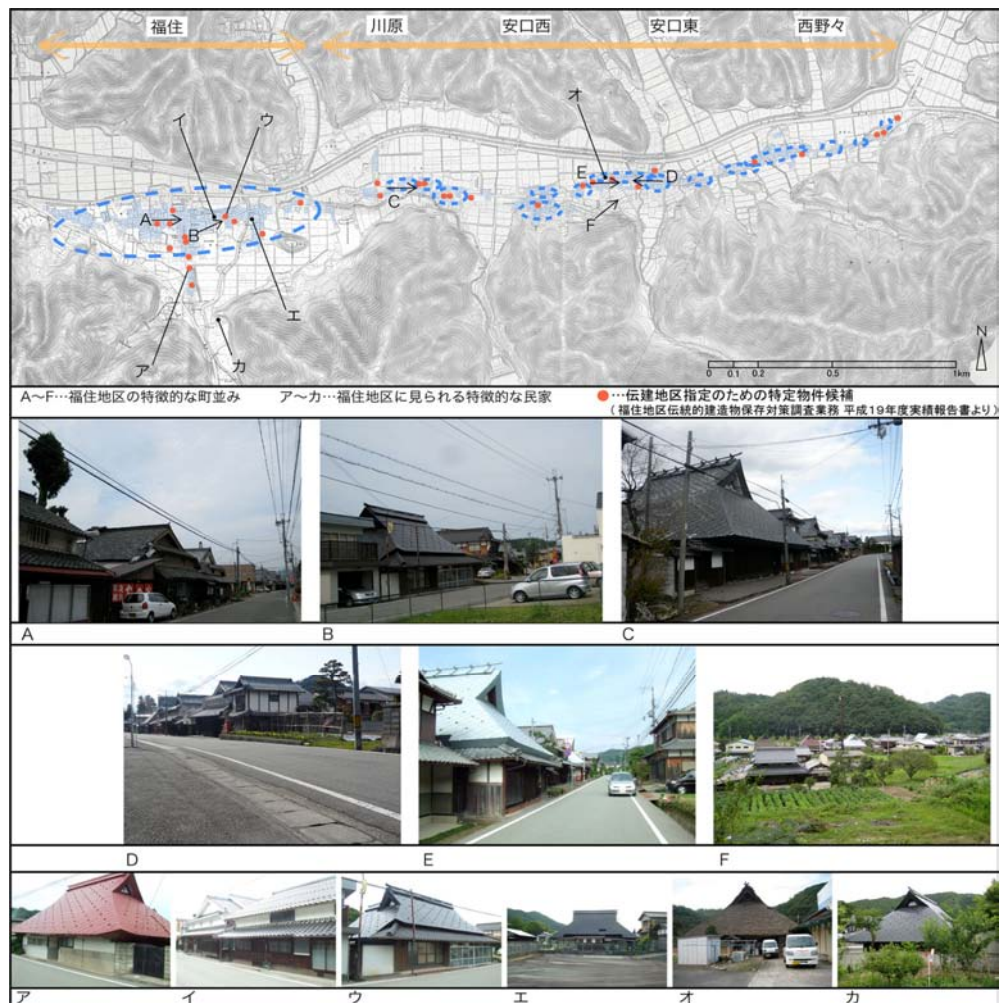 福住 川原 安口西 安口東 西野々
オ
イ ウ
E D
A C
B F
エ
N
ア カ
0 0.1 0.2 0.5 1km
A～F…福住地区の特徴的な町並み ア～カ…福住地区に見られる特徴的な民家 …伝建地区指定のための特定物件候補
(福住地区伝統的建造物保存対策調査業務 平成19年度実績報告書より)
A B C
D E F
ア イ ウ エ オ カ